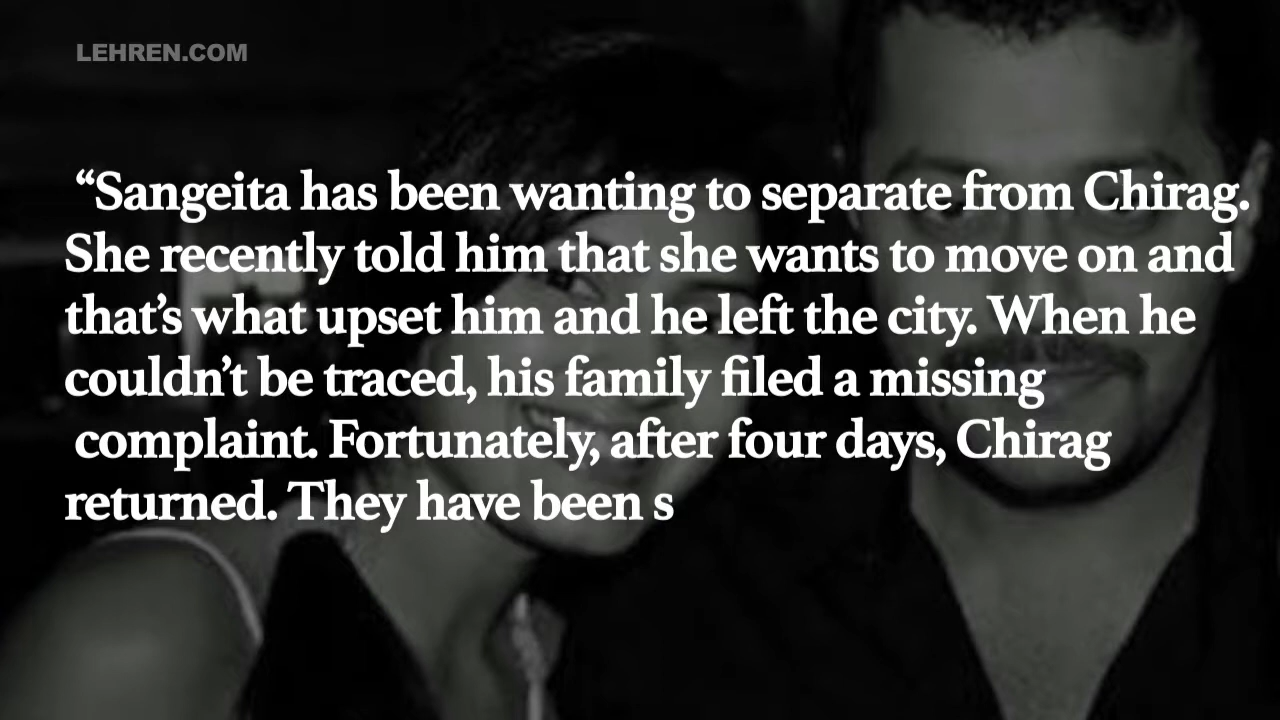 LEHREN.COM
“Sangeita has been wanting to separate from Chirag.
She recently told him that she wants to move on and
that’s what upset him and he left the city. When he
couldn’t be traced, his family filed a missing
complaint. Fortunately, after four days, Chirag
returned. They have been s